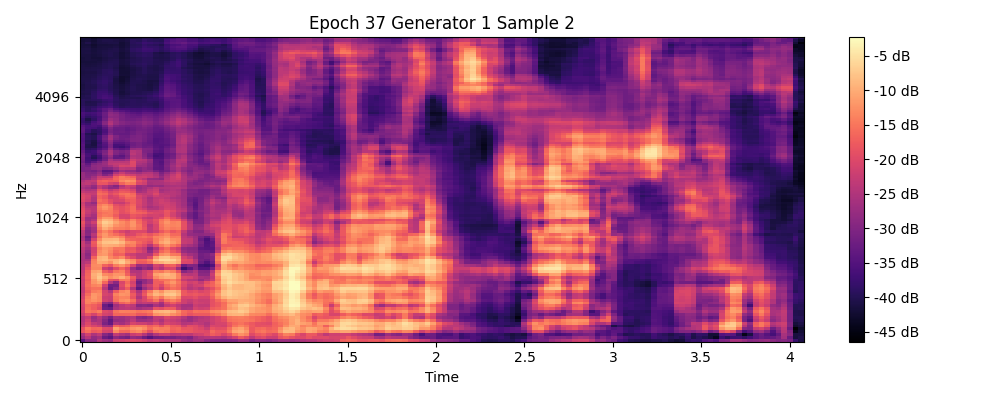 Epoch 37 Generator 1 Sample 2
Hz
4096
2048
1024
512
0
0 0.5 1 1.5 2 2.5 3 3.5 4
Time
-5 dB
-10 dB
-15 dB
-20 dB
-25 dB
-30 dB
-35 dB
-40 dB
-45 dB